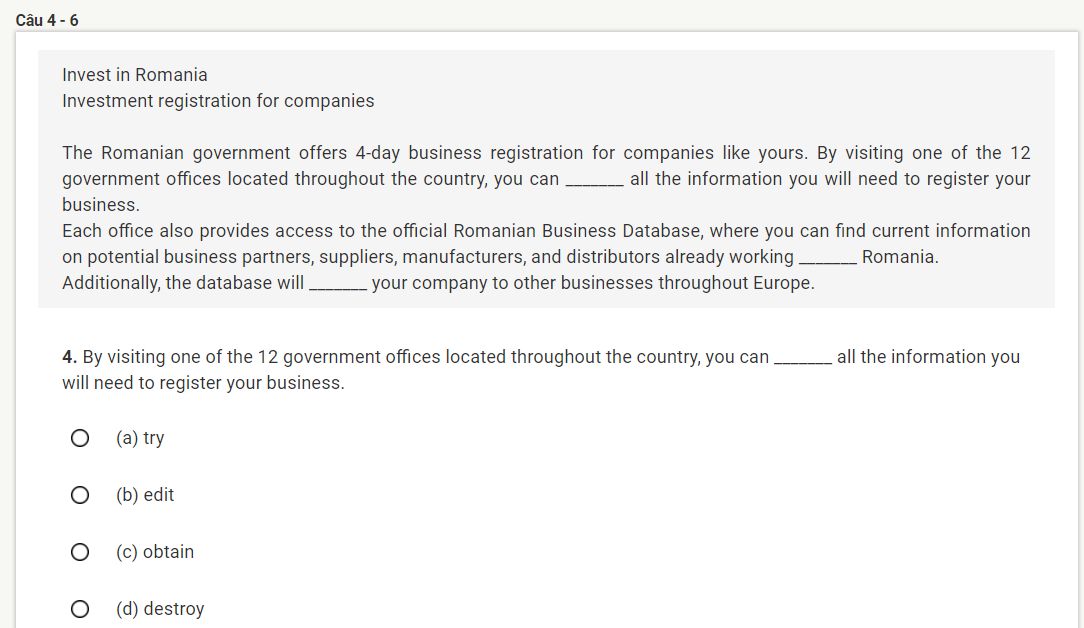 Câu 4 - 6
Invest in Romania
Investment registration for companies
The Romanian government offers 4-day business registration for companies like yours. By visiting one of the 12
government offices located throughout the country, you can _______ all the information you will need to register your
business.
Each office also provides access to the official Romanian Business Database, where you can find current information
on potential business partners, suppliers, manufacturers, and distributors already working _______ Romania.
Additionally, the database will _______ your company to other businesses throughout Europe.
4. By visiting one of the 12 government offices located throughout the country, you can _______ all the information you
will need to register your business.
(a) try
(b) edit
(c) obtain
(d) destroy